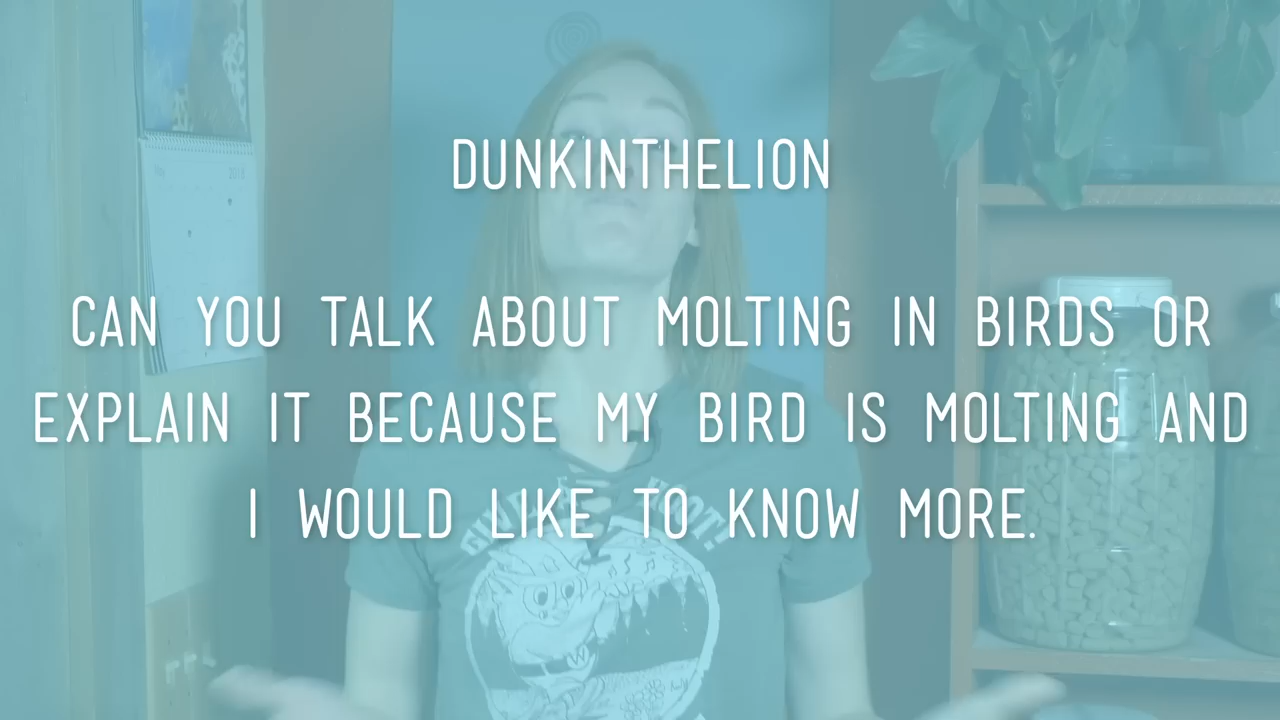 DUNKINTHELION
CAN YOU TALK ABOUT MOLTING IN BIRDS OR
EXPLAIN IT BECAUSE MY BIRD IS MOLTING AND
I WOULD LIKE TO KNOW MORE.